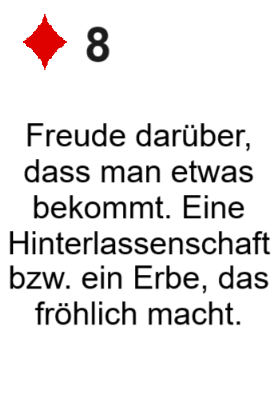 8
Freude darüber,
dass man etwas
bekommt. Eine
Hinterlassenschaft
bzw. ein Erbe, das
fröhlich macht.